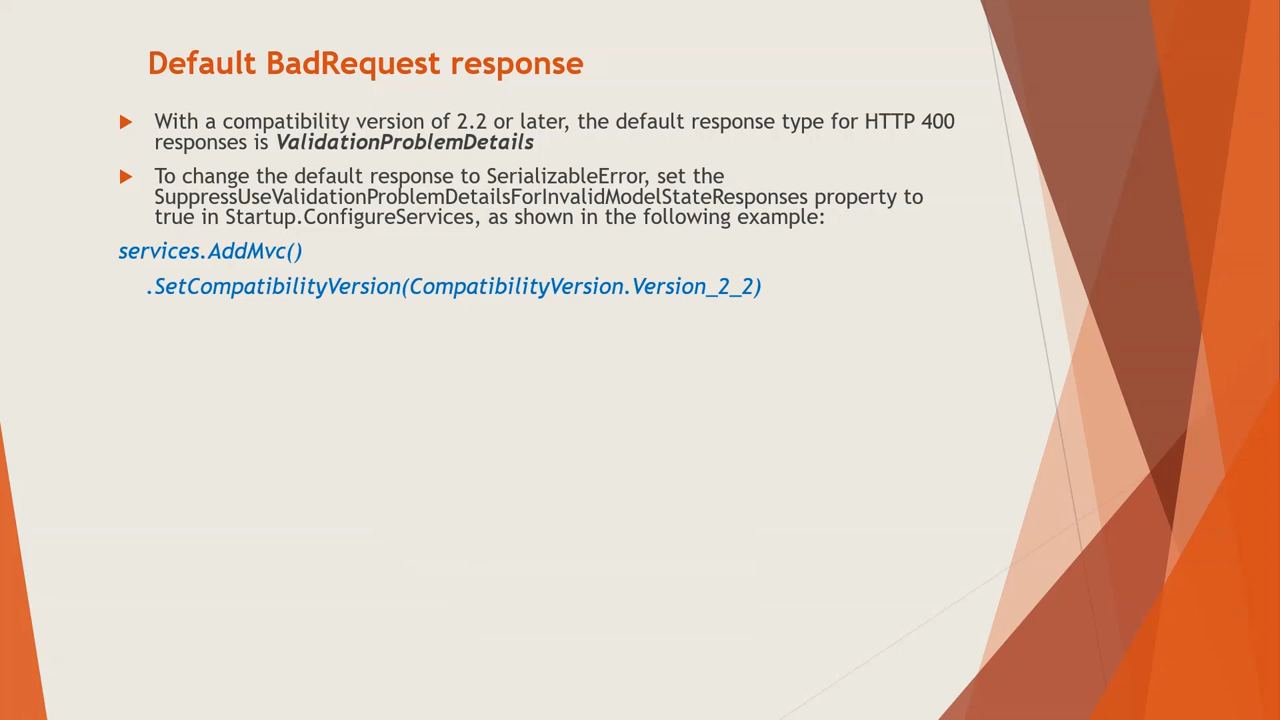 Default BadRequest response
With a compatibility version of 2.2 or later, the default response type for HTTP 400
responses is ValidationProblemDetails
To change the default response to SerializableError, set the
SuppressUseValidationProblemDetailsForInvalidModelStateResponses property to
true in Startup.ConfigureServices, as shown in the following example:
services.AddMvc()
.SetCompatibilityVersion(CompatibilityVersion.Version_2_2)